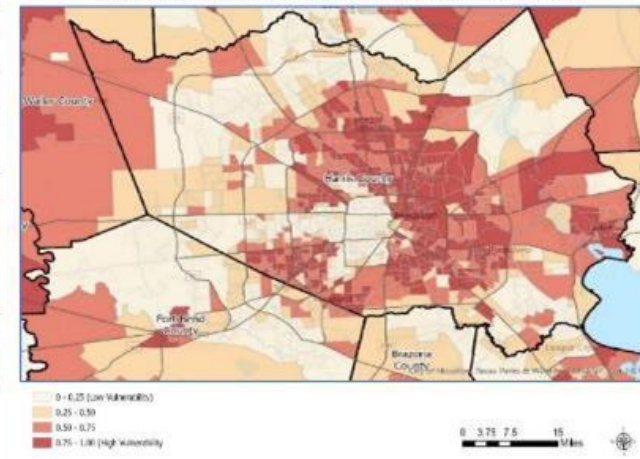 Waller County
Harris County
Fort Bend
County
Brazoria
County
0 - 0.25 (Low Vulnerability)
0.25 - 0.50
0.50 - 0.75
0.75 - 1.00 (High Vulnerability
0 3.75 7.5 15
Miles